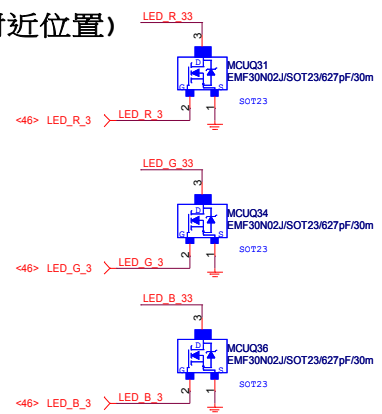 附近位置)
LED_R_33
3
D
G
S
MCUQ31
EMF30N02J/SOT23/627pF/30m
SOT23
2
1
<46> LED_R_3
LED_R_3
LED_G_33
3
D
G
S
MCUQ34
EMF30N02J/SOT23/627pF/30m
SOT23
2
1
<46> LED_G_3
LED_G_3
LED_B_33
3
D
G
S
MCUQ36
EMF30N02J/SOT23/627pF/30m
SOT23
2
1
<46> LED_B_3
LED_B_3